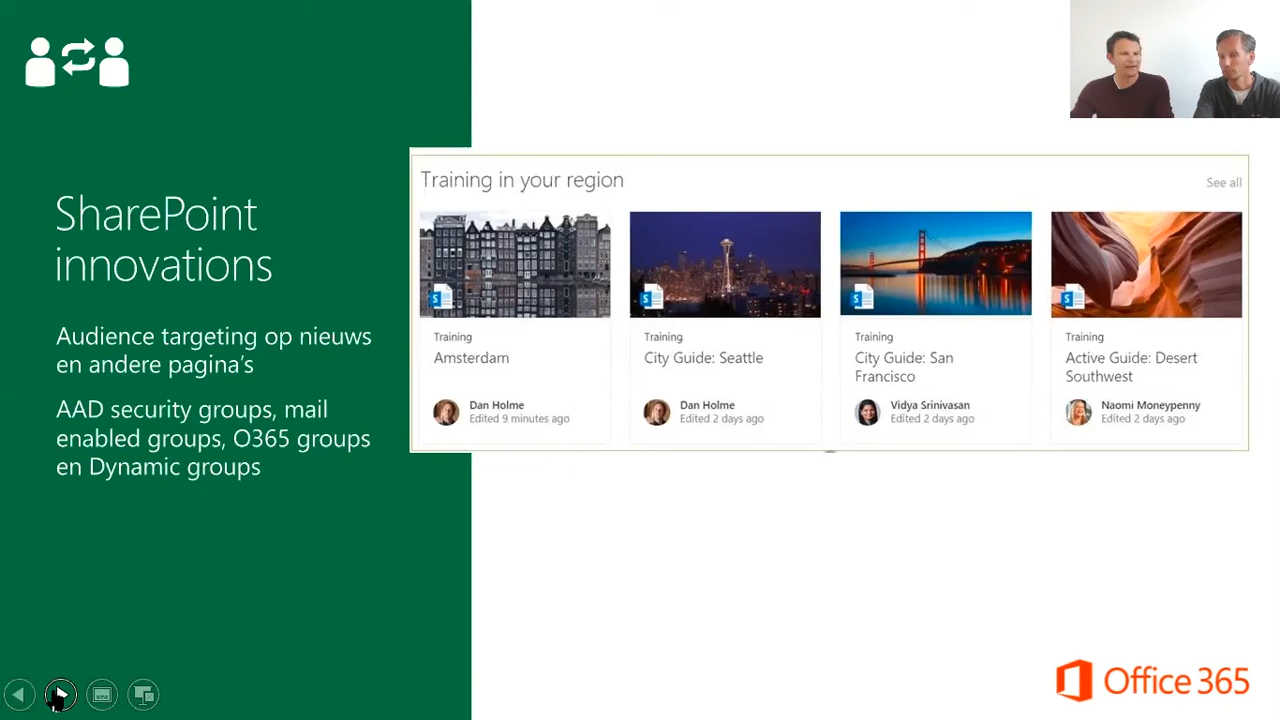 SharePoint
innovations
Audience targeting op nieuws
en andere pagina's
AAD security groups, mail
enabled groups, O365 groups
en Dynamic groups
Training in your region
See all
Training
Amsterdam
Dan Holme
Edited 9 minutes ago
Training
City Guide: Seattle
Dan Holme
Edited 2 days ago
Training
City Guide: San
Francisco
Vidya Srinivasan
Edited 2 days ago
Training
Active Guide: Desert
Southwest
Naomi Moneypenny
Edited 2 days ago
Office 365